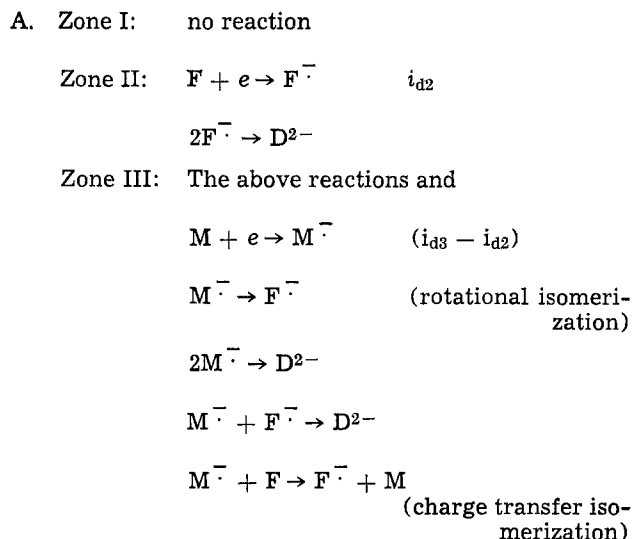 A. Zone I: no reaction
Zone II: F + e → F⨪ i_d2
2F⨪ → D²⁻
Zone III: The above reactions and
M + e → M⨪ (i_d3 − i_d2)
M⨪ → F⨪ (rotational isomeri-
zation)
2M⨪ → D²⁻
M⨪ + F⨪ → D²⁻
M⨪ + F → F⨪ + M
(charge transfer iso-
merization)